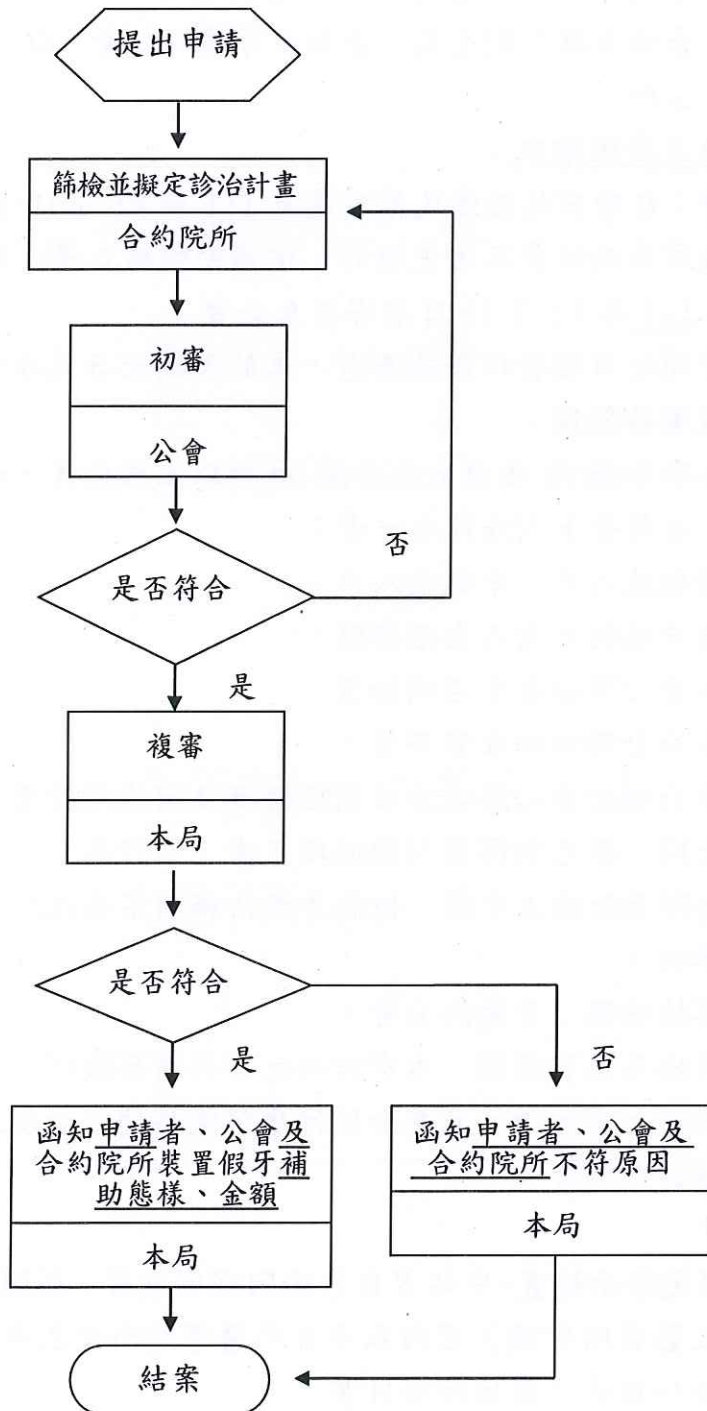 提出申請
篩檢並擬定診治計畫
合約院所
初審
公會
否
是否符合
是
複審
本局
是否符合
是
否
函知申請者、公會及
合約院所裝置假牙補
助態樣、金額
本局
函知申請者、公會及
合約院所不符原因
本局
結案